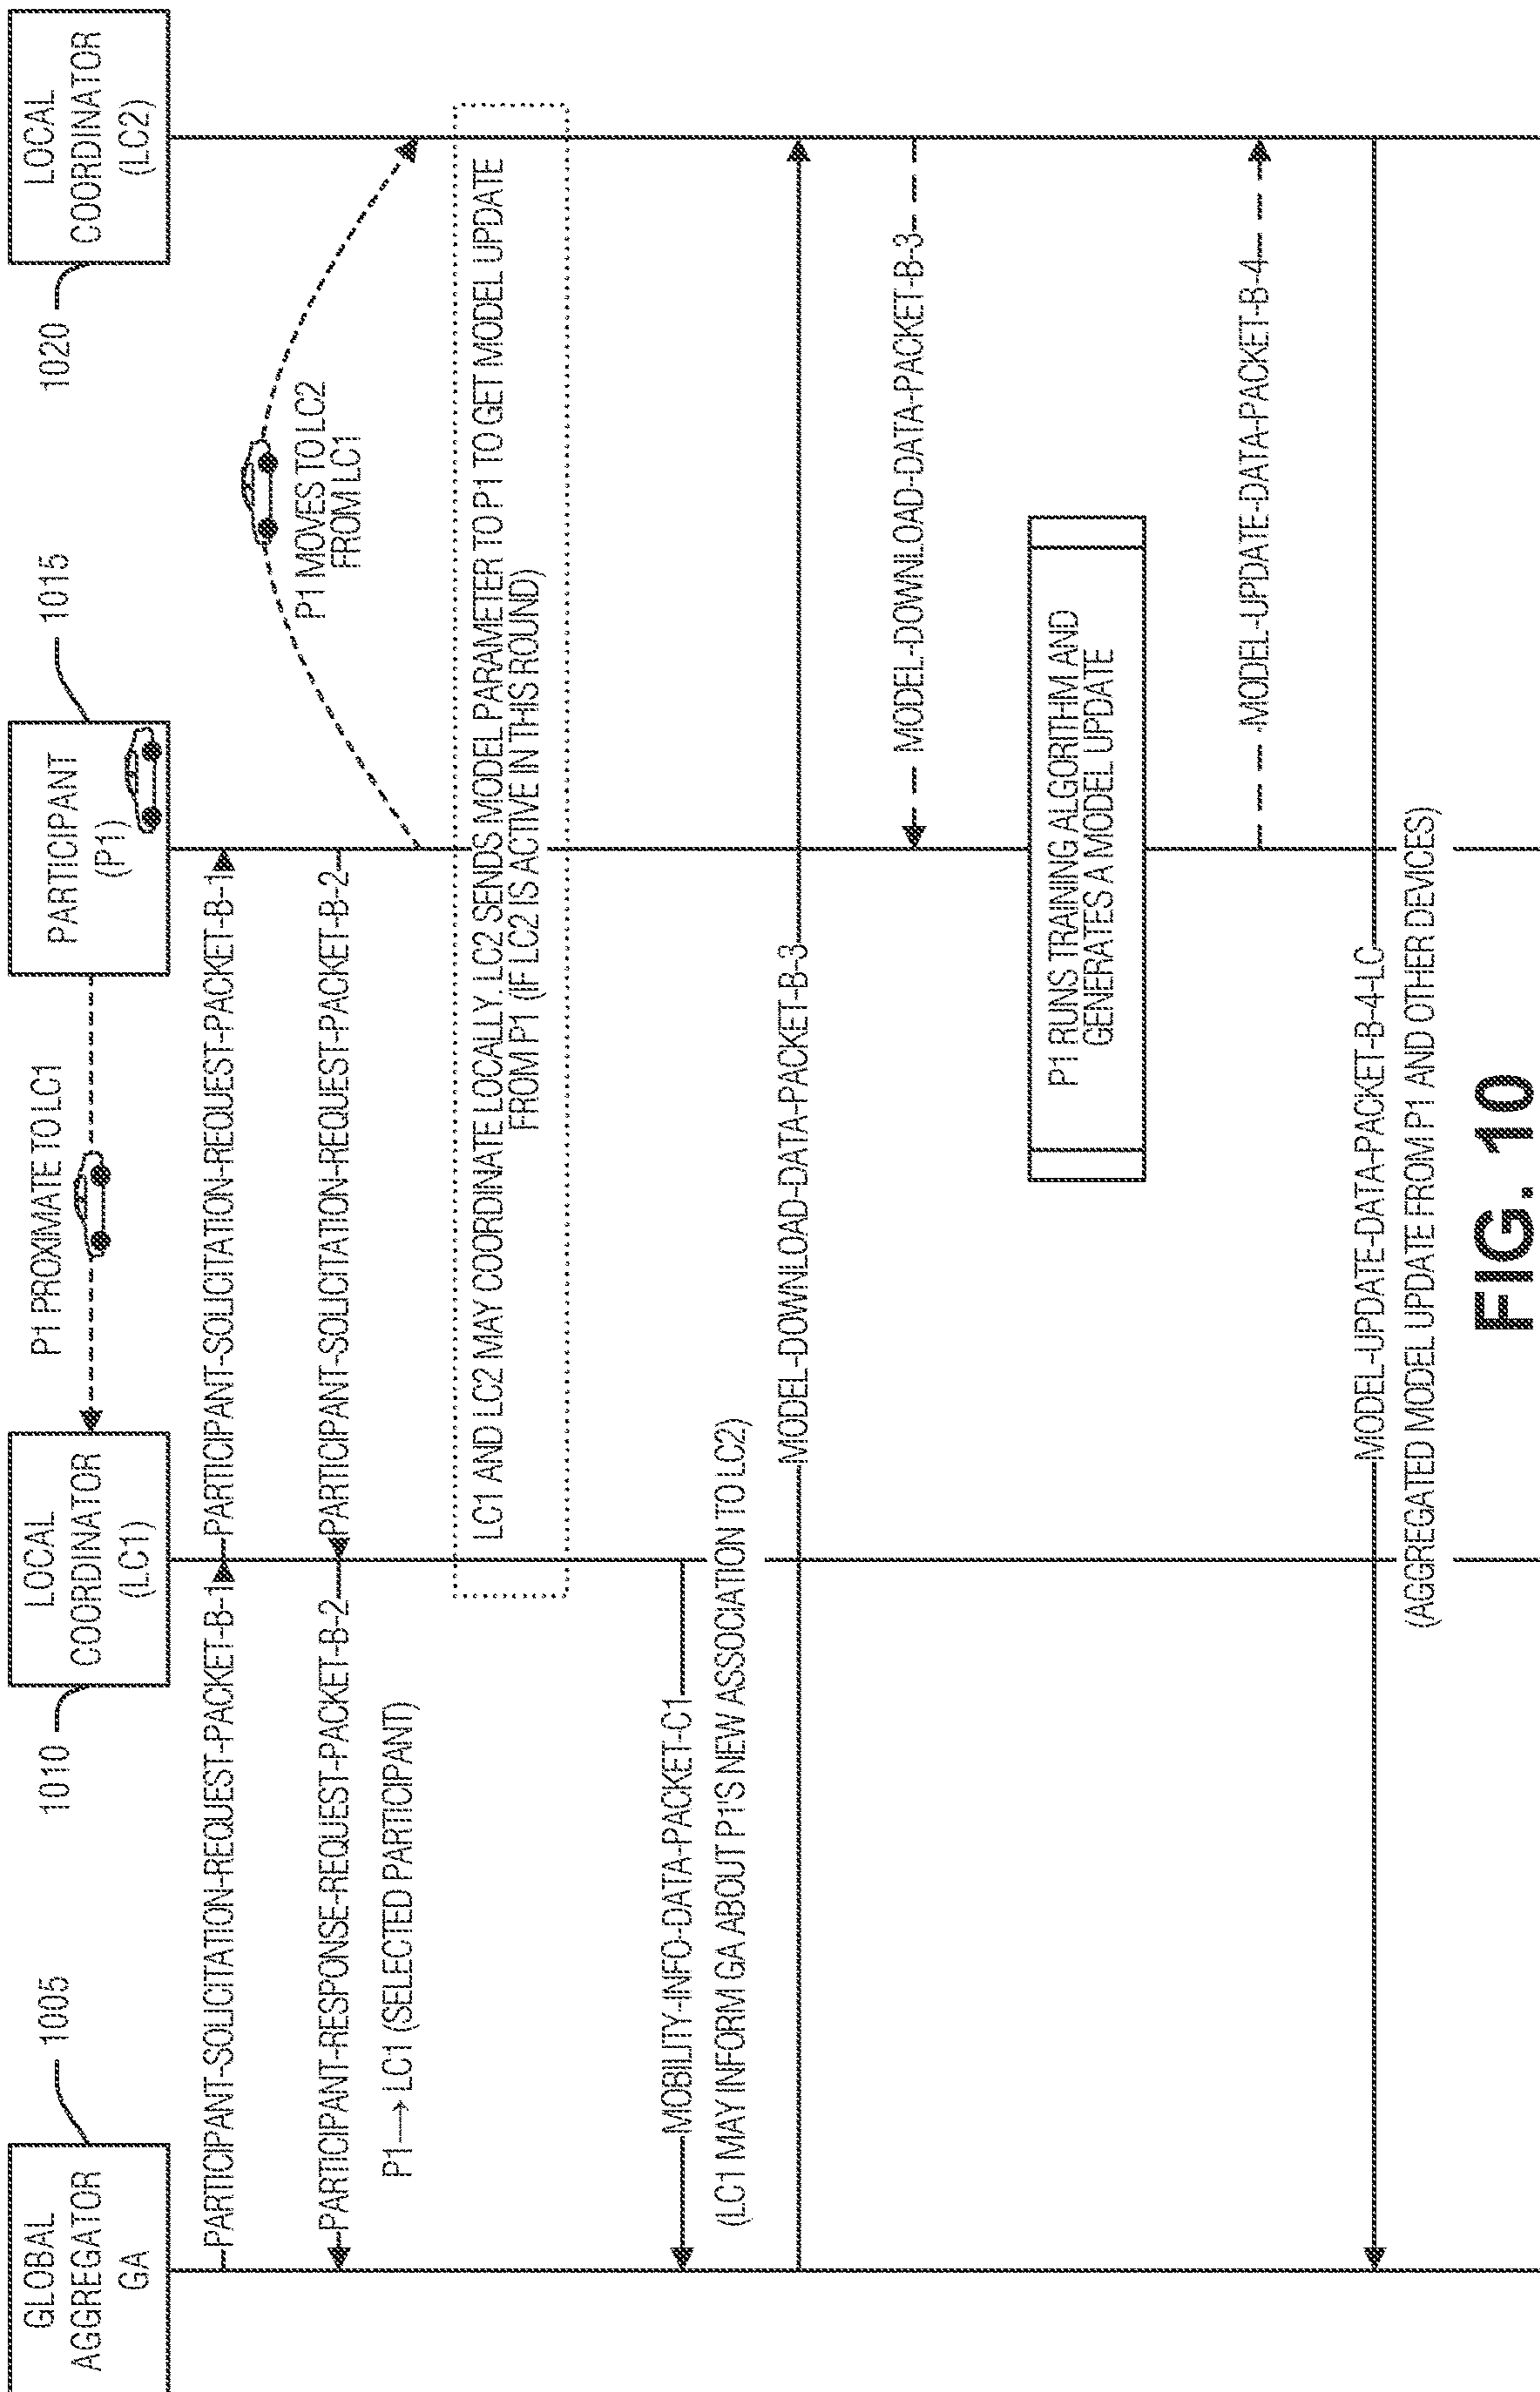 GLOBAL
AGGREGATOR
GA
1005
LOCAL
COORDINATOR
(LC1)
1010
P1 PROXIMATE TO LC1
PARTICIPANT
(P1)
1015
LOCAL
COORDINATOR
(LC2)
1020
PARTICIPANT-SOLICITATION-REQUEST-PACKET-B-1
PARTICIPANT-SOLICITATION-REQUEST-PACKET-B-1
PARTICIPANT-RESPONSE-REQUEST-PACKET-B-2
PARTICIPANT-SOLICITATION-REQUEST-PACKET-B-2
P1 MOVES TO LC2
FROM LC1
P1→ LC1 (SELECTED PARTICIPANT)
LC1 AND LC2 MAY COORDINATE LOCALLY. LC2 SENDS MODEL PARAMETER TO P1 TO GET MODEL UPDATE
FROM P1 (IF LC2 IS ACTIVE IN THIS ROUND)
MOBILITY-INFO-DATA-PACKET-C1
(LC1 MAY INFORM GA ABOUT P1'S NEW ASSOCIATION TO LC2)
MODEL-DOWNLOAD-DATA-PACKET-B-3
MODEL-DOWNLOAD-DATA-PACKET-B-3
P1 RUNS TRAINING ALGORITHM AND
GENERATES A MODEL UPDATE
MODEL-UPDATE-DATA-PACKET-B-4
MODEL-UPDATE-DATA-PACKET-B-4-LC
(AGGREGATED MODEL UPDATE FROM P1 AND OTHER DEVICES)
FIG. 10